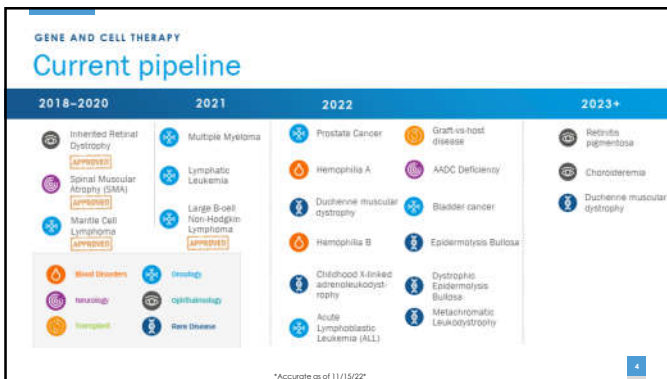 GENE AND CELL THERAPY
Current pipeline
2018–2020
2021
2022
2023+
Inherited Retinal
Dystrophy
APPROVED
Spinal Muscular
Atrophy (SMA)
APPROVED
Mantle Cell
Lymphoma
APPROVED
Multiple Myeloma
Lymphatic
Leukemia
Large B-cell
Non-Hodgkin
Lymphoma
APPROVED
Prostate Cancer
Hemophilia A
Duchenne muscular
dystrophy
Hemophilia B
Childhood X-linked
adrenoleukodyst-
rophy
Acute
Lymphoblastic
Leukemia (ALL)
Graft-vs-host
disease
AADC Deficiency
Bladder cancer
Epidermolysis Bullosa
Dystrophic
Epidermolysis
Bullosa
Metachromatic
Leukodystrophy
Retinitis
pigmentosa
Choroideremia
Duchenne muscular
dystrophy
Blood Disorders
Oncology
Neurology
Ophthalmology
Transplant
Rare Disease
*Accurate as of 11/15/22*
4